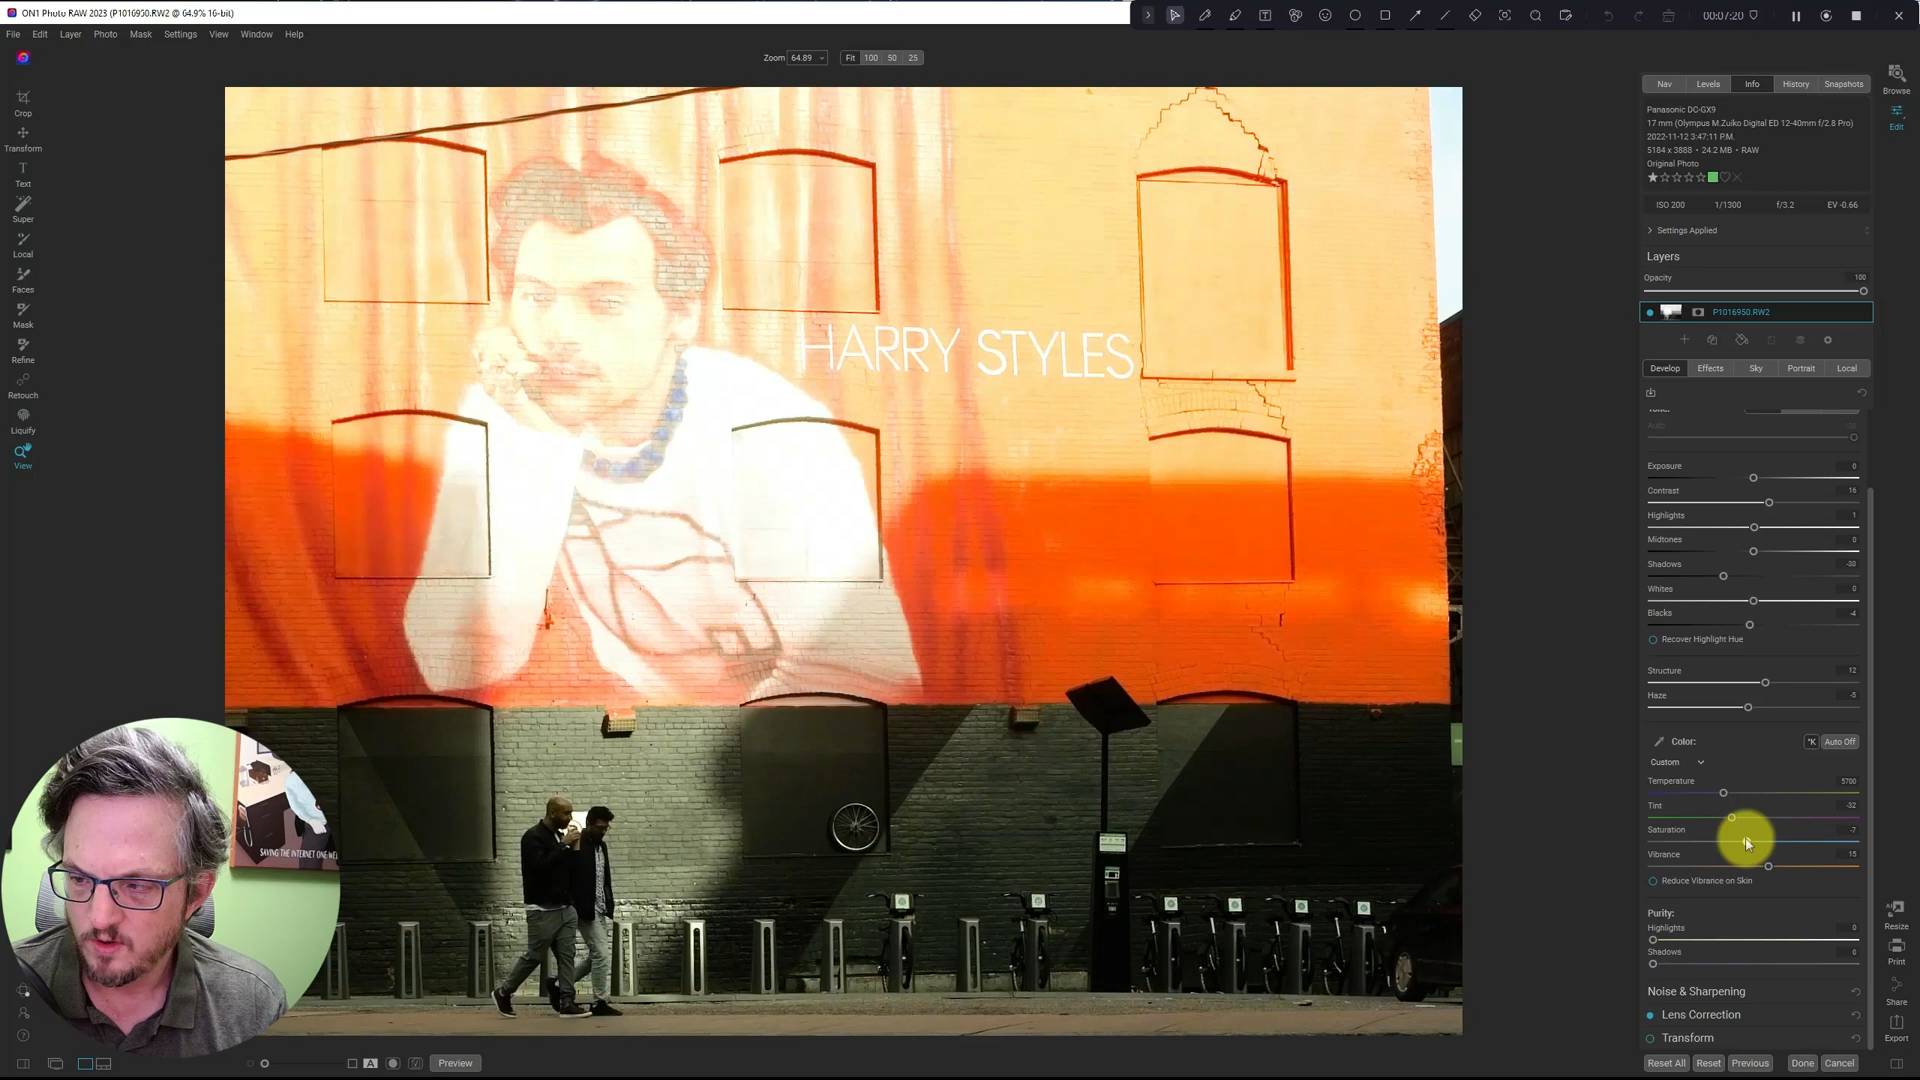 ON1 Photo RAW 2023 (P1016950.RW2 @ 64.9% 16-bit)
00:07:20
File Edit Layer Photo Mask Settings View Window Help
Zoom 64.89 Fit 100 50 25
Crop
Transform
Text
Super
Local
Faces
Mask
Refine
Retouch
Liquify
View
HARRY STYLES
SAVING THE INTERNET ONE
Nav Levels Info History Snapshots
Browse
Edit
Panasonic DC-GX9
17 mm (Olympus M.Zuiko Digital ED 12-40mm f/2.8 Pro)
2022-11-12 3:47:11 P.M.
5184 x 3888 • 24.2 MB • RAW
Original Photo
ISO 200 1/1300 f/3.2 EV -0.66
Settings Applied
Layers
Opacity 100
P1016950.RW2
Develop Effects Sky Portrait Local
Auto 100
Exposure 0
Contrast 16
Highlights 1
Midtones 0
Shadows -30
Whites 0
Blacks -4
Recover Highlight Hue
Structure 12
Haze -5
Color: °K Auto Off
Custom
Temperature 5700
Tint -32
Saturation -7
Vibrance 15
Reduce Vibrance on Skin
Purity:
Highlights 0
Shadows 0
Noise & Sharpening
Lens Correction
Transform
Resize
Print
Share
Export
A Preview
Reset All Reset Previous Done Cancel